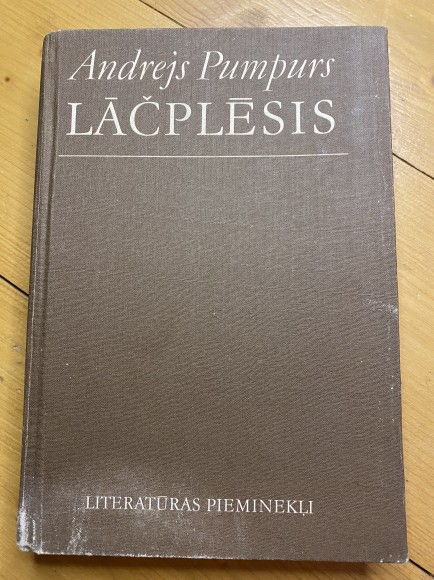 Andrejs Pumpurs
LĀČPLĒSIS
LITERATŪRAS PIEMINEKĻI